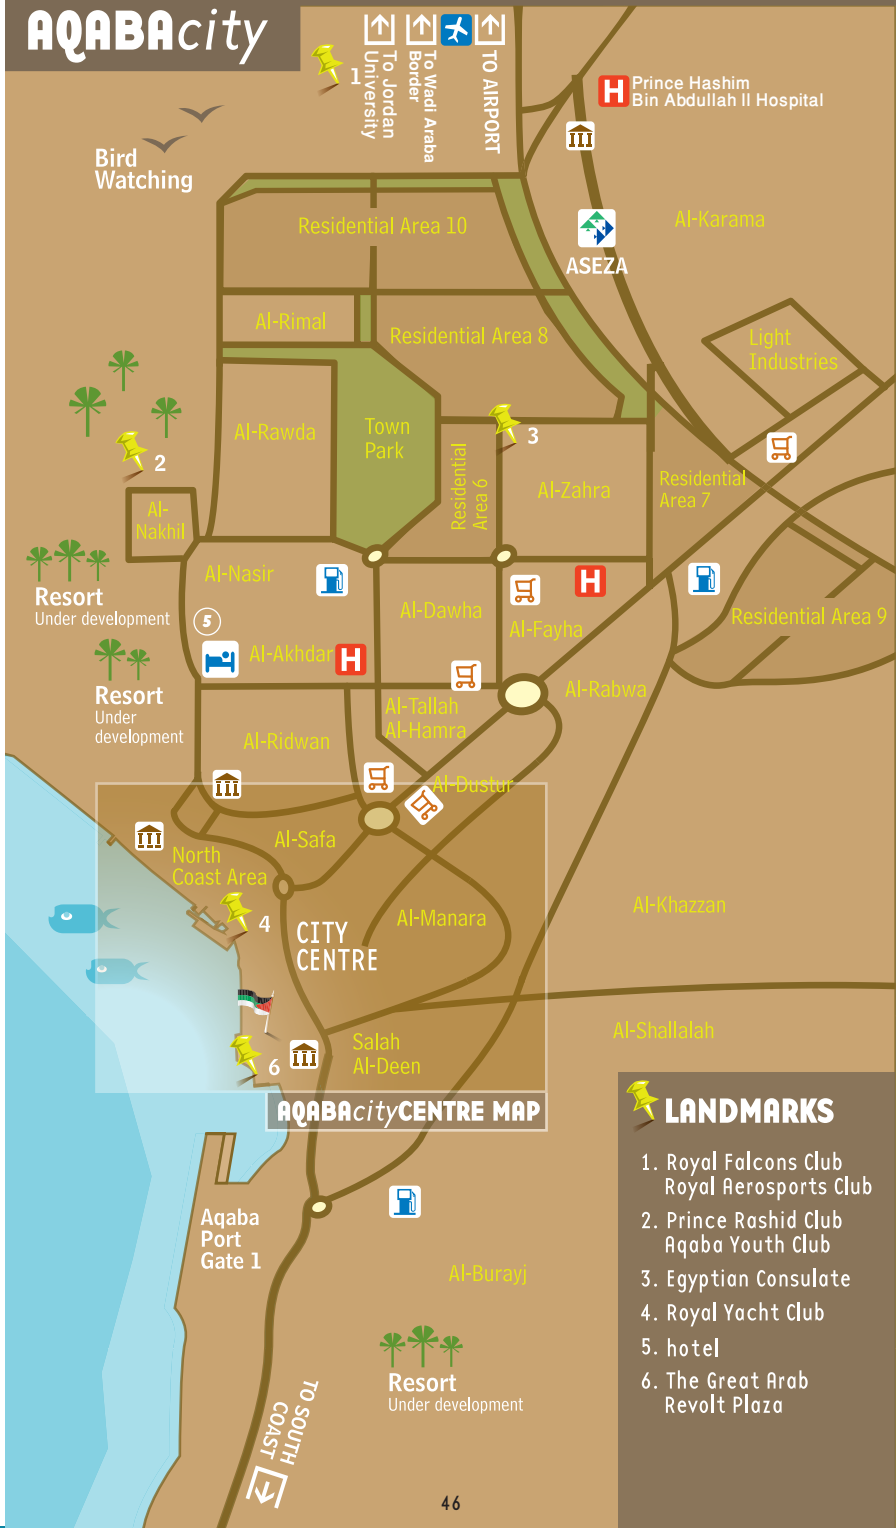 AQABAcity
1
To Jordan
University
To Wadi Araba
Border
TO AIRPORT
H Prince Hashim
Bin Abdullah II Hospital
Bird
Watching
Residential Area 10
Al-Karama
ASEZA
Al-Rimal
Residential Area 8
Light
Industries
Al-Rawda
Town
Park
3
2
Residential
Area 6
Al-Zahra
Residential
Area 7
Al-
Nakhil
Al-Nasir
H
Resort
Under development
5
Al-Dawha
Al-Fayha
Residential Area 9
Al-Akhdar
H
Resort
Under
development
Al-Tallah
Al-Hamra
Al-Rabwa
Al-Ridwan
Al-Dustur
Al-Safa
North
Coast Area
4
CITY
CENTRE
Al-Manara
Al-Khazzan
Al-Shallalah
Salah
Al-Deen
6
AQABAcityCENTRE MAP
LANDMARKS
1. Royal Falcons Club
Royal Aerosports Club
2. Prince Rashid Club
Aqaba Youth Club
3. Egyptian Consulate
4. Royal Yacht Club
5. hotel
6. The Great Arab
Revolt Plaza
Aqaba
Port
Gate 1
Al-Burayj
Resort
Under development
TO SOUTH
COAST
46